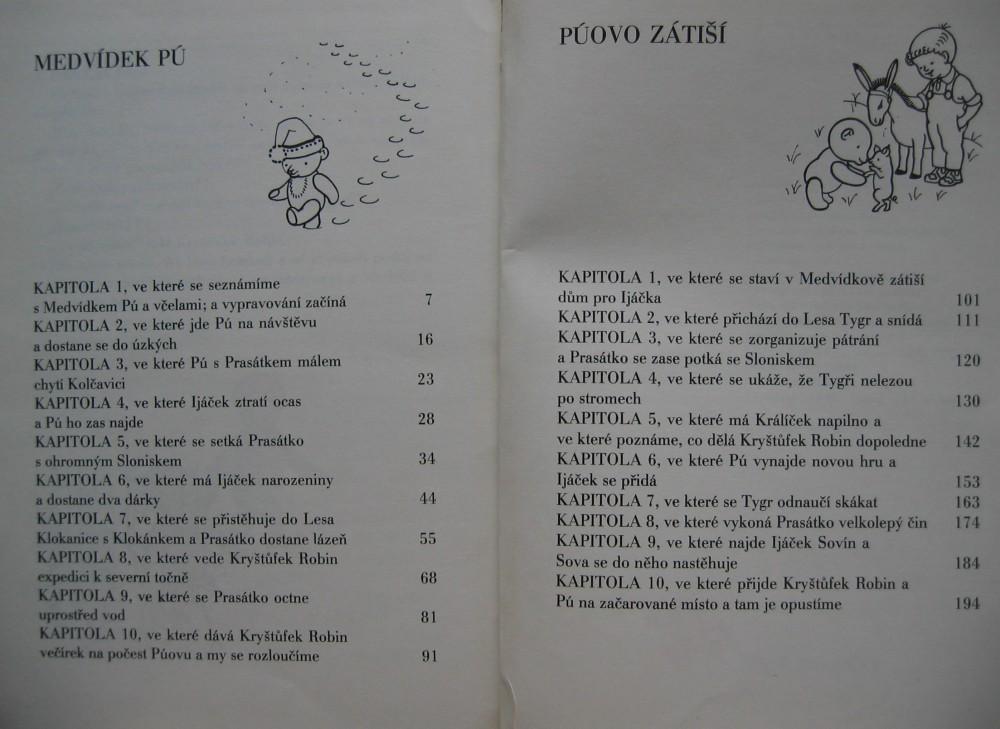 MEDVÍDEK PÚ
KAPITOLA 1, ve které se seznámíme
s Medvídkem Pú a včelami; a vypravování začíná 7
KAPITOLA 2, ve které jde Pú na návštěvu
a dostane se do úzkých 16
KAPITOLA 3, ve které Pú s Prasátkem málem
chytí Kolčavici 23
KAPITOLA 4, ve které Ijáček ztratí ocas
a Pú ho zas najde 28
KAPITOLA 5, ve které se setká Prasátko
s ohromným Sloniskem 34
KAPITOLA 6, ve které má Ijáček narozeniny
a dostane dva dárky 44
KAPITOLA 7, ve které se přistěhuje do Lesa
Klokanice s Klokánkem a Prasátko dostane lázeň 55
KAPITOLA 8, ve které vede Kryštůfek Robin
expedici k severní točně 68
KAPITOLA 9, ve které se Prasátko octne
uprostřed vod 81
KAPITOLA 10, ve které dává Kryštůfek Robin
večírek na počest Púovu a my se rozloučíme 91
PÚOVO ZÁTIŠÍ
KAPITOLA 1, ve které se staví v Medvídkově zátiší
dům pro Ijáčka 101
KAPITOLA 2, ve které přichází do Lesa Tygr a snídá 111
KAPITOLA 3, ve které se zorganizuje pátrání
a Prasátko se zase potká se Sloniskem 120
KAPITOLA 4, ve které se ukáže, že Tygři nelezou
po stromech 130
KAPITOLA 5, ve které má Králíček napilno a
ve které poznáme, co dělá Kryštůfek Robin dopoledne 142
KAPITOLA 6, ve které Pú vynajde novou hru a
Ijáček se přidá 153
KAPITOLA 7, ve které se Tygr odnaučí skákat 163
KAPITOLA 8, ve které vykoná Prasátko velkolepý čin 174
KAPITOLA 9, ve které najde Ijáček Sovín a
Sova se do něho nastěhuje 184
KAPITOLA 10, ve které přijde Kryštůfek Robin a
Pú na začarované místo a tam je opustíme 194